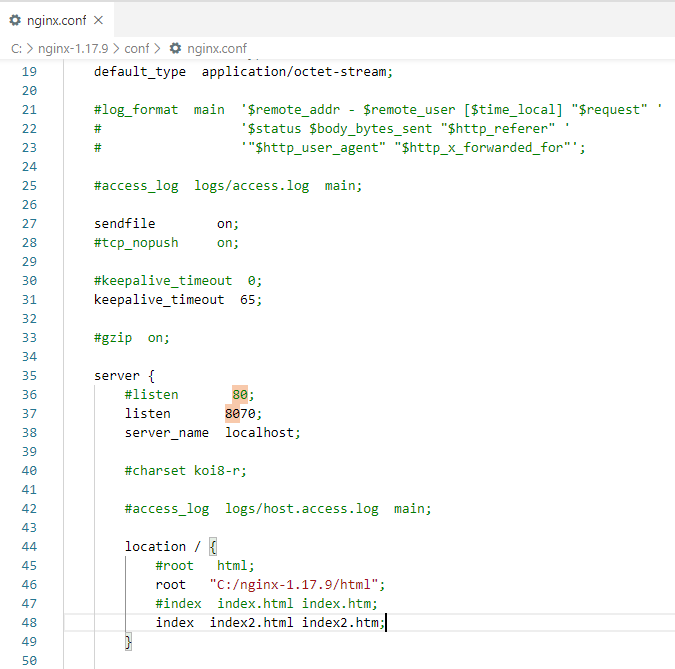 nginx.conf ×
C: > nginx-1.17.9 > conf > nginx.conf
19 default_type  application/octet-stream;
20
21 #log_format  main  '$remote_addr - $remote_user [$time_local] "$request" '
22 #                  '$status $body_bytes_sent "$http_referer" '
23 #                  '"$http_user_agent" "$http_x_forwarded_for"';
24
25 #access_log  logs/access.log  main;
26
27 sendfile        on;
28 #tcp_nopush     on;
29
30 #keepalive_timeout  0;
31 keepalive_timeout  65;
32
33 #gzip  on;
34
35 server {
36     #listen       80;
37     listen       8070;
38     server_name  localhost;
39
40     #charset koi8-r;
41
42     #access_log  logs/host.access.log  main;
43
44     location / {
45         #root   html;
46         root   "C:/nginx-1.17.9/html";
47         #index  index.html index.htm;
48         index  index2.html index2.htm;
49     }
50